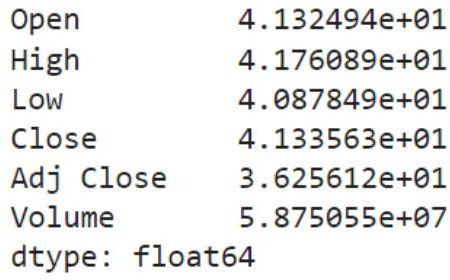 Open         4.132494e+01
High         4.176089e+01
Low          4.087849e+01
Close        4.133563e+01
Adj Close    3.625612e+01
Volume       5.875055e+07
dtype: float64